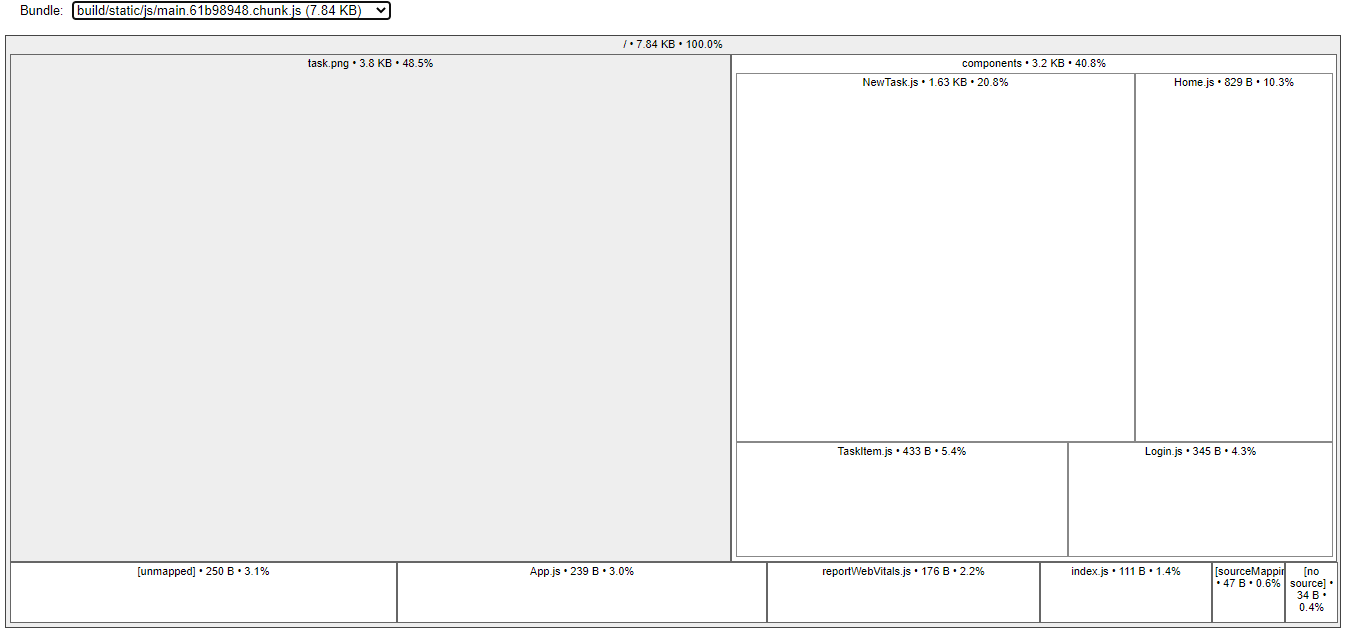 Bundle: build/static/js/main.61b98948.chunk.js (7.84 KB)
/ • 7.84 KB • 100.0%
task.png • 3.8 KB • 48.5%
components • 3.2 KB • 40.8%
NewTask.js • 1.63 KB • 20.8%
Home.js • 829 B • 10.3%
TaskItem.js • 433 B • 5.4%
Login.js • 345 B • 4.3%
[unmapped] • 250 B • 3.1%
App.js • 239 B • 3.0%
reportWebVitals.js • 176 B • 2.2%
index.js • 111 B • 1.4%
[sourceMappin
• 47 B • 0.6%
[no
source] •
34 B •
0.4%